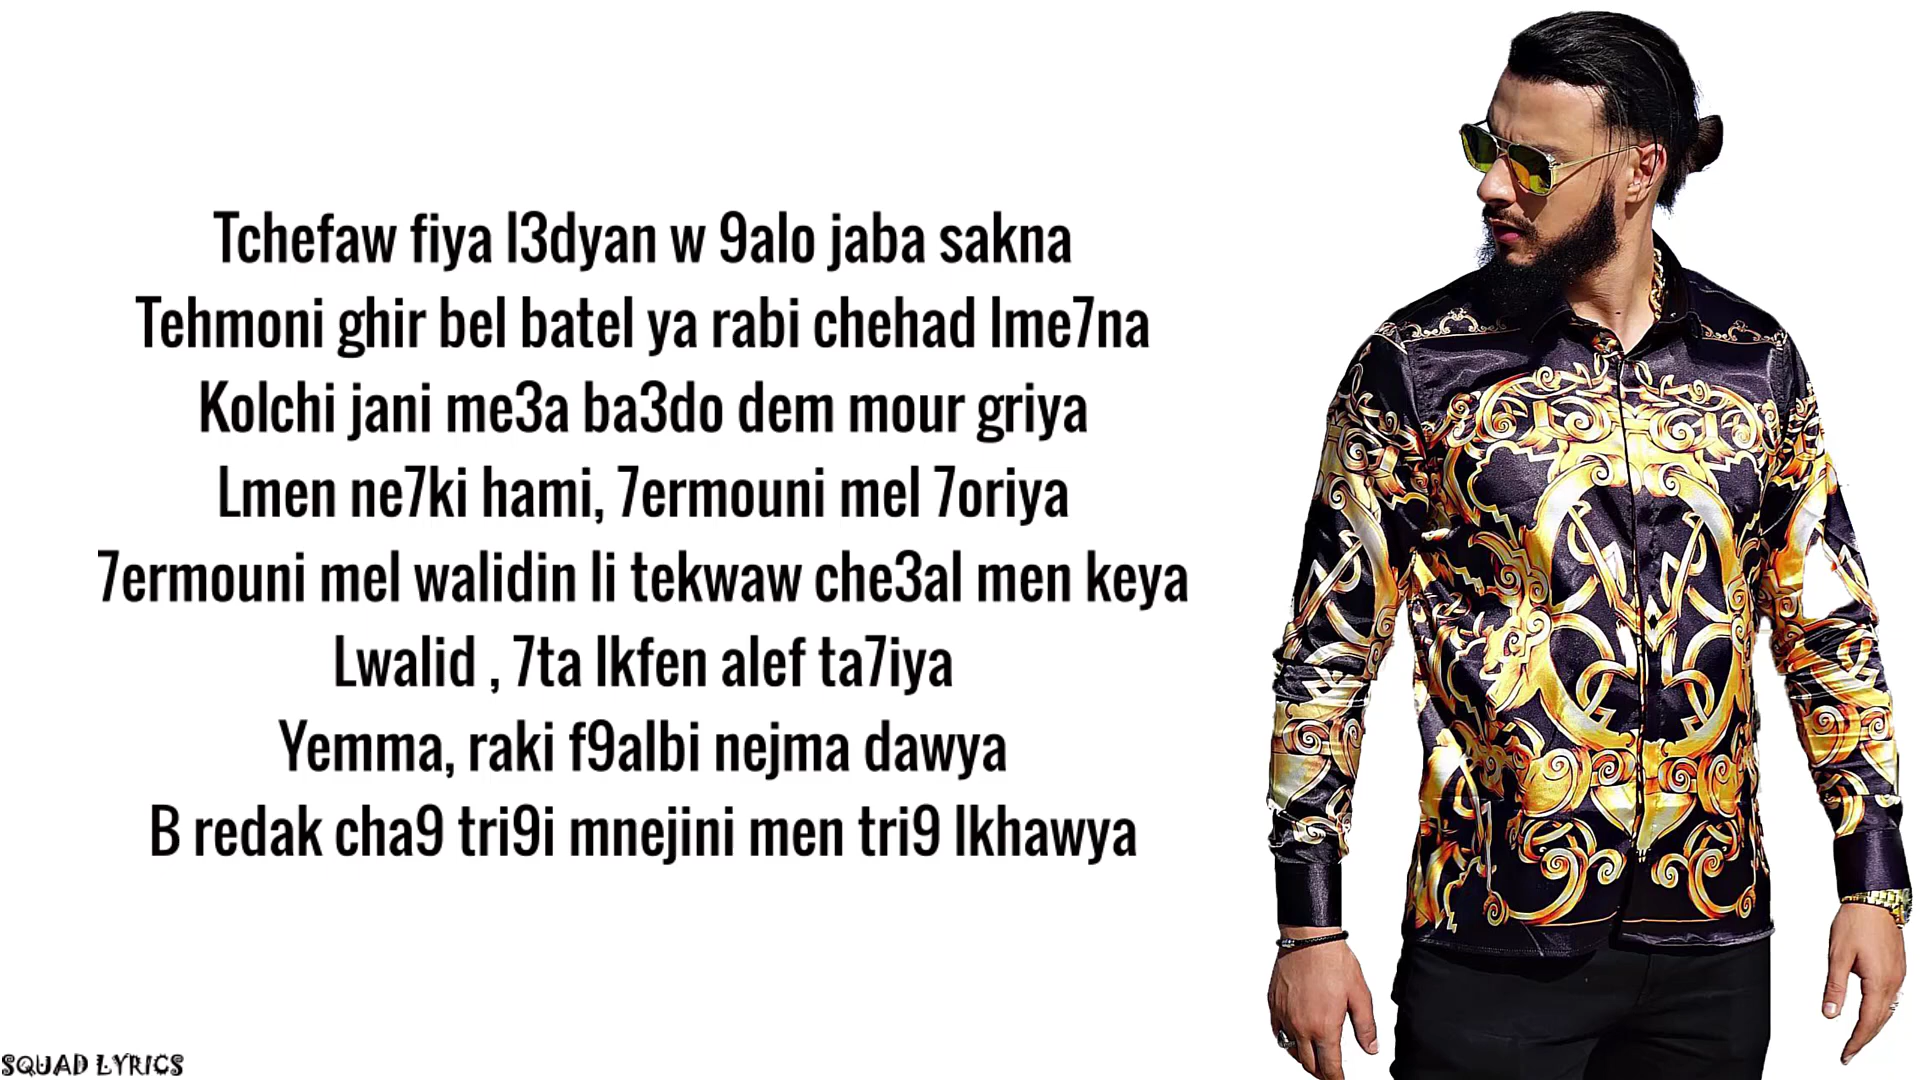 Tchefaw fiya l3dyan w 9alo jaba sakna
Tehmoni ghir bel batel ya rabi chehad lme7na
Kolchi jani me3a ba3do dem mour griya
Lmen ne7ki hami, 7ermouni mel 7oriya
7ermouni mel walidin li tekwaw che3al men keya
Lwalid , 7ta lkfen alef ta7iya
Yemma, raki f9albi nejma dawya
B redak cha9 tri9i mnejini men tri9 lkhawya
SQUAD LYRICS